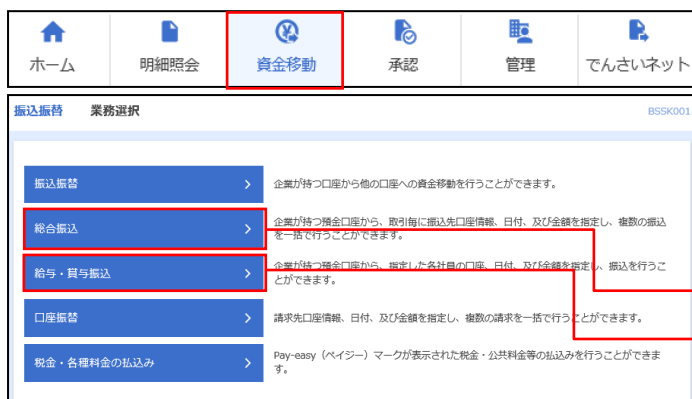 ホーム 明細照会 資金移動 承認 管理 でんさいネット
振込振替 業務選択 BSSK001
振込振替 企業が持つ口座から他の口座への資金移動を行うことができます。
総合振込 企業が持つ預金口座から、取引毎に振込先口座情報、日付、及び金額を指定し、複数の振込
を一括で行うことができます。
給与・賞与振込 企業が持つ預金口座から、指定した各社員の口座、日付、及び金額を指定し、振込を行うこ
とができます。
口座振替 請求先口座情報、日付、及び金額を指定し、複数の請求を一括で行うことができます。
税金・各種料金の払込み Pay-easy（ペイジー）マークが表示された税金・公共料金等の払込みを行うことができま
す。